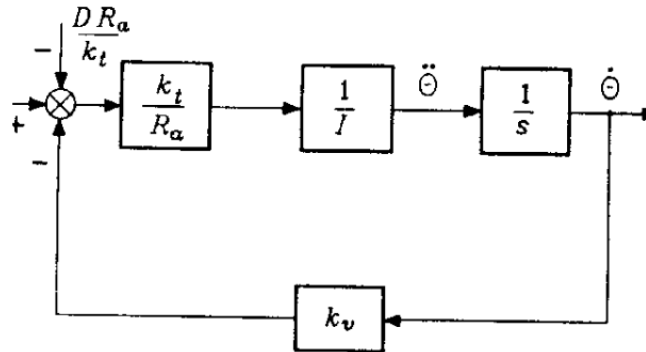 − D R_a
k_t
+
−
k_t
R_a
1
I
Θ̈
1
s
Θ̇
k_v